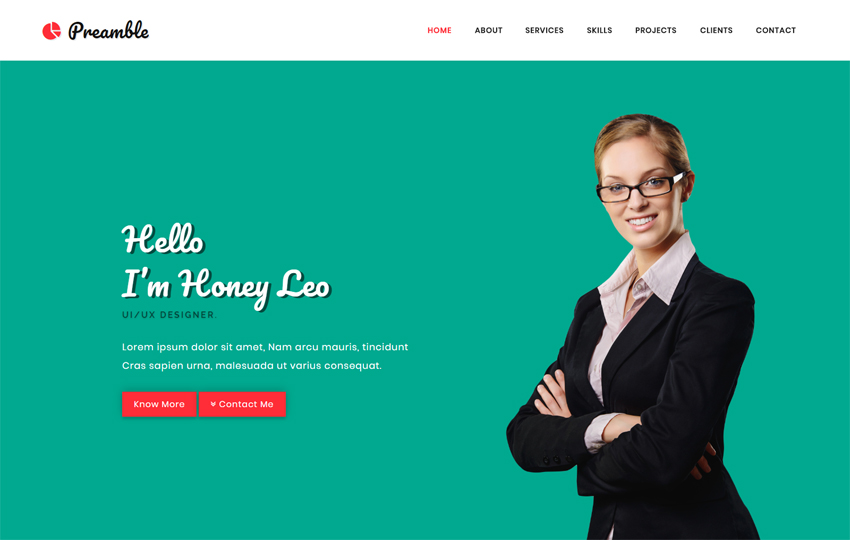 Preamble
HOME ABOUT SERVICES SKILLS PROJECTS CLIENTS CONTACT
Hello
I'm Honey Leo
UI/UX DESIGNER.
Lorem ipsum dolor sit amet, Nam arcu mauris, tincidunt
Cras sapien urna, malesuada ut varius consequat.
Know More
Contact Me